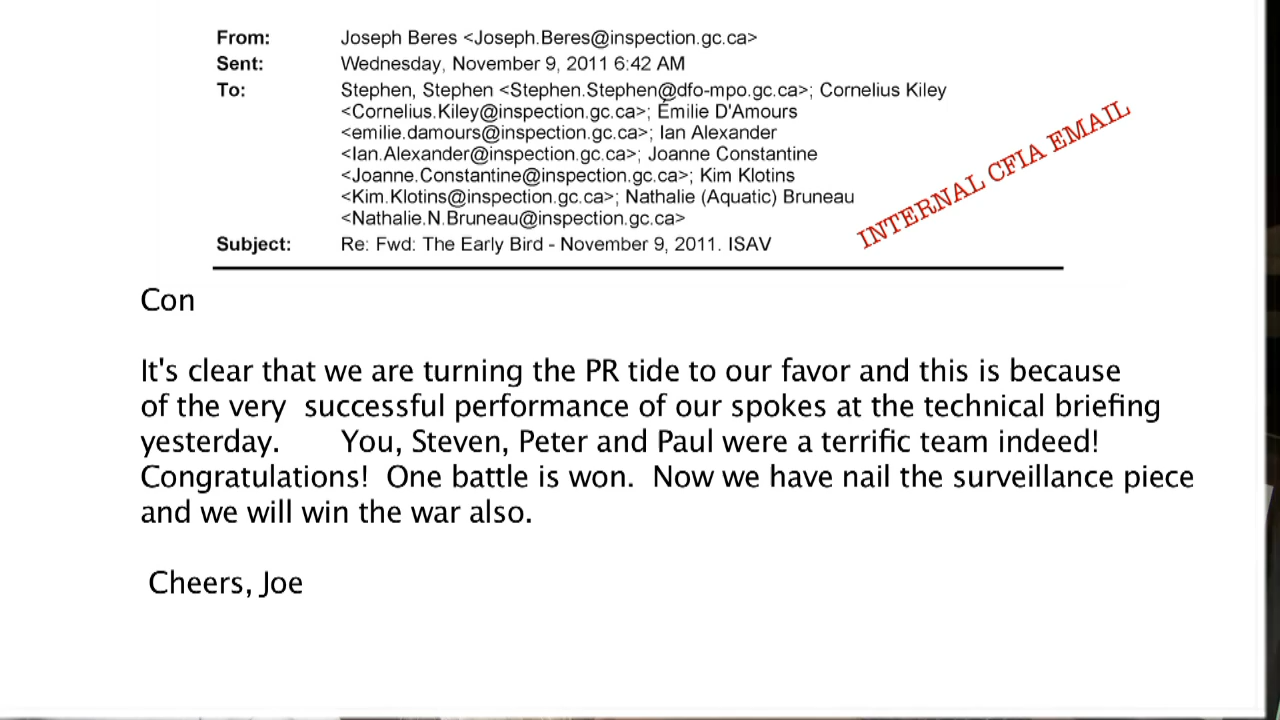 From: Joseph Beres <Joseph.Beres@inspection.gc.ca>
Sent: Wednesday, November 9, 2011 6:42 AM
To: Stephen, Stephen <Stephen.Stephen@dfo-mpo.gc.ca>; Cornelius Kiley
<Cornelius.Kiley@inspection.gc.ca>; Émilie D'Amours
<emilie.damours@inspection.gc.ca>; Ian Alexander
<Ian.Alexander@inspection.gc.ca>; Joanne Constantine
<Joanne.Constantine@inspection.gc.ca>; Kim Klotins
<Kim.Klotins@inspection.gc.ca>; Nathalie (Aquatic) Bruneau
<Nathalie.N.Bruneau@inspection.gc.ca>
Subject: Re: Fwd: The Early Bird - November 9, 2011. ISAV
INTERNAL CFIA EMAIL
Con
It's clear that we are turning the PR tide to our favor and this is because
of the very successful performance of our spokes at the technical briefing
yesterday. You, Steven, Peter and Paul were a terrific team indeed!
Congratulations! One battle is won. Now we have nail the surveillance piece
and we will win the war also.
Cheers, Joe